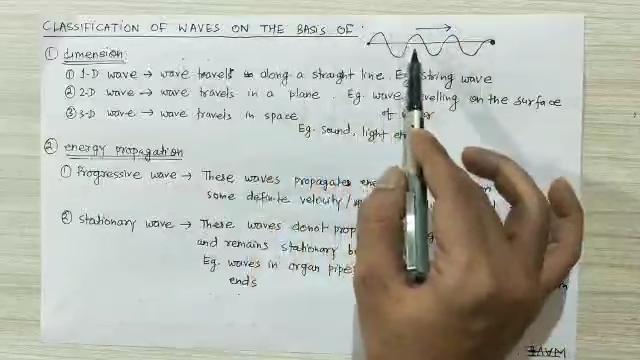 CLASSIFICATION OF WAVES ON THE BASIS OF
① dimension
① 1-D wave → wave travels along a straight line. Eg. string wave
② 2-D wave → wave travels in a plane. Eg. wave travelling on the surface
③ 3-D wave → wave travels in space of
Eg. sound, light
② energy propagation
① Progressive wave → These waves propagates
some definite velocity
② Stationary wave → These waves donot
and remains stationary
Eg. waves in organ pipe
ends